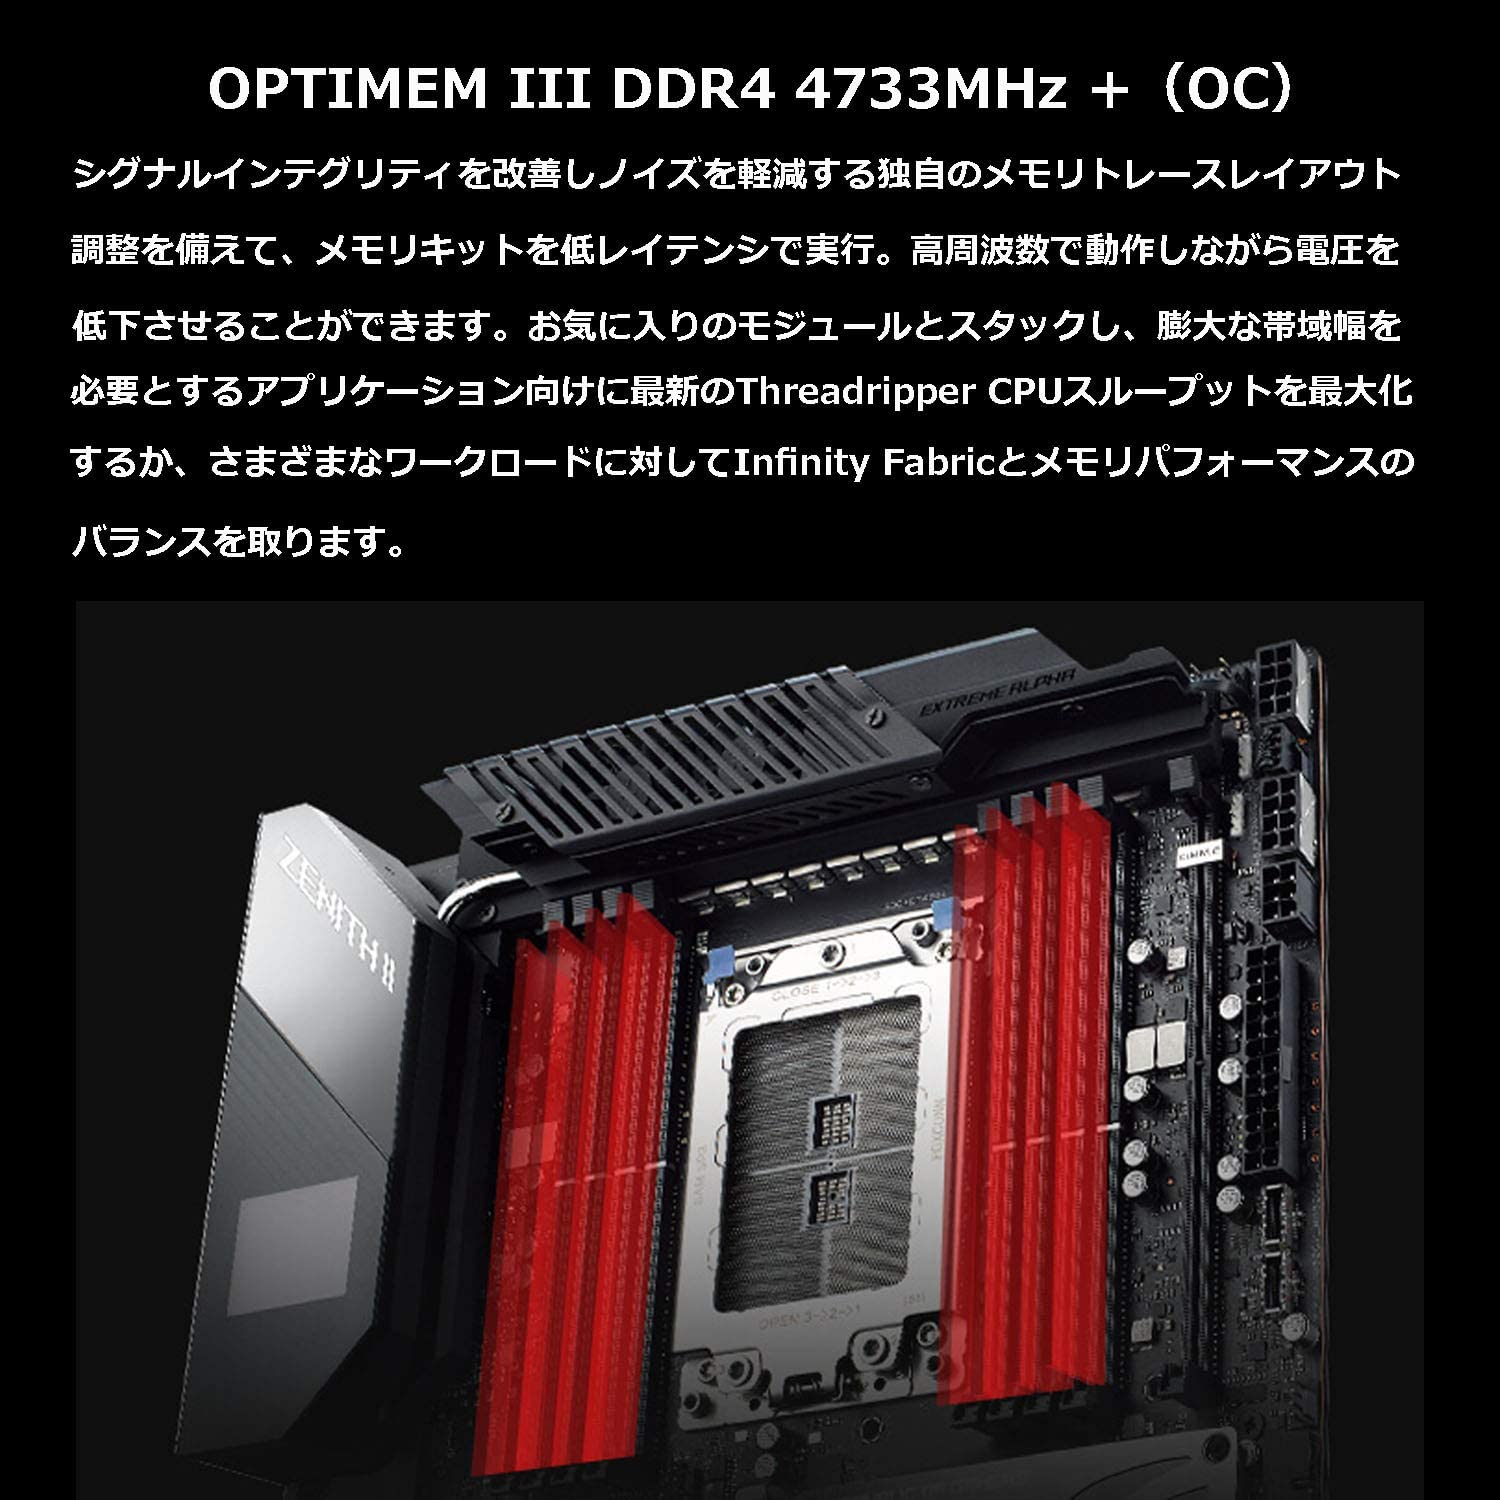 OPTIMEM III DDR4 4733MHz +（OC）
シグナルインテグリティを改善しノイズを軽減する独自のメモリトレースレイアウト
調整を備えて、メモリキットを低レイテンシで実行。高周波数で動作しながら電圧を
低下させることができます。お気に入りのモジュールとスタックし、膨大な帯域幅を
必要とするアプリケーション向けに最新のThreadripper CPUスループットを最大化
するか、さまざまなワークロードに対してInfinity Fabricとメモリパフォーマンスの
バランスを取ります。
EXTREME ALPHA
ZENITH II
DIMM.2
CLOSE 1->2->3
FOXCONN
OPEN 3->2->1